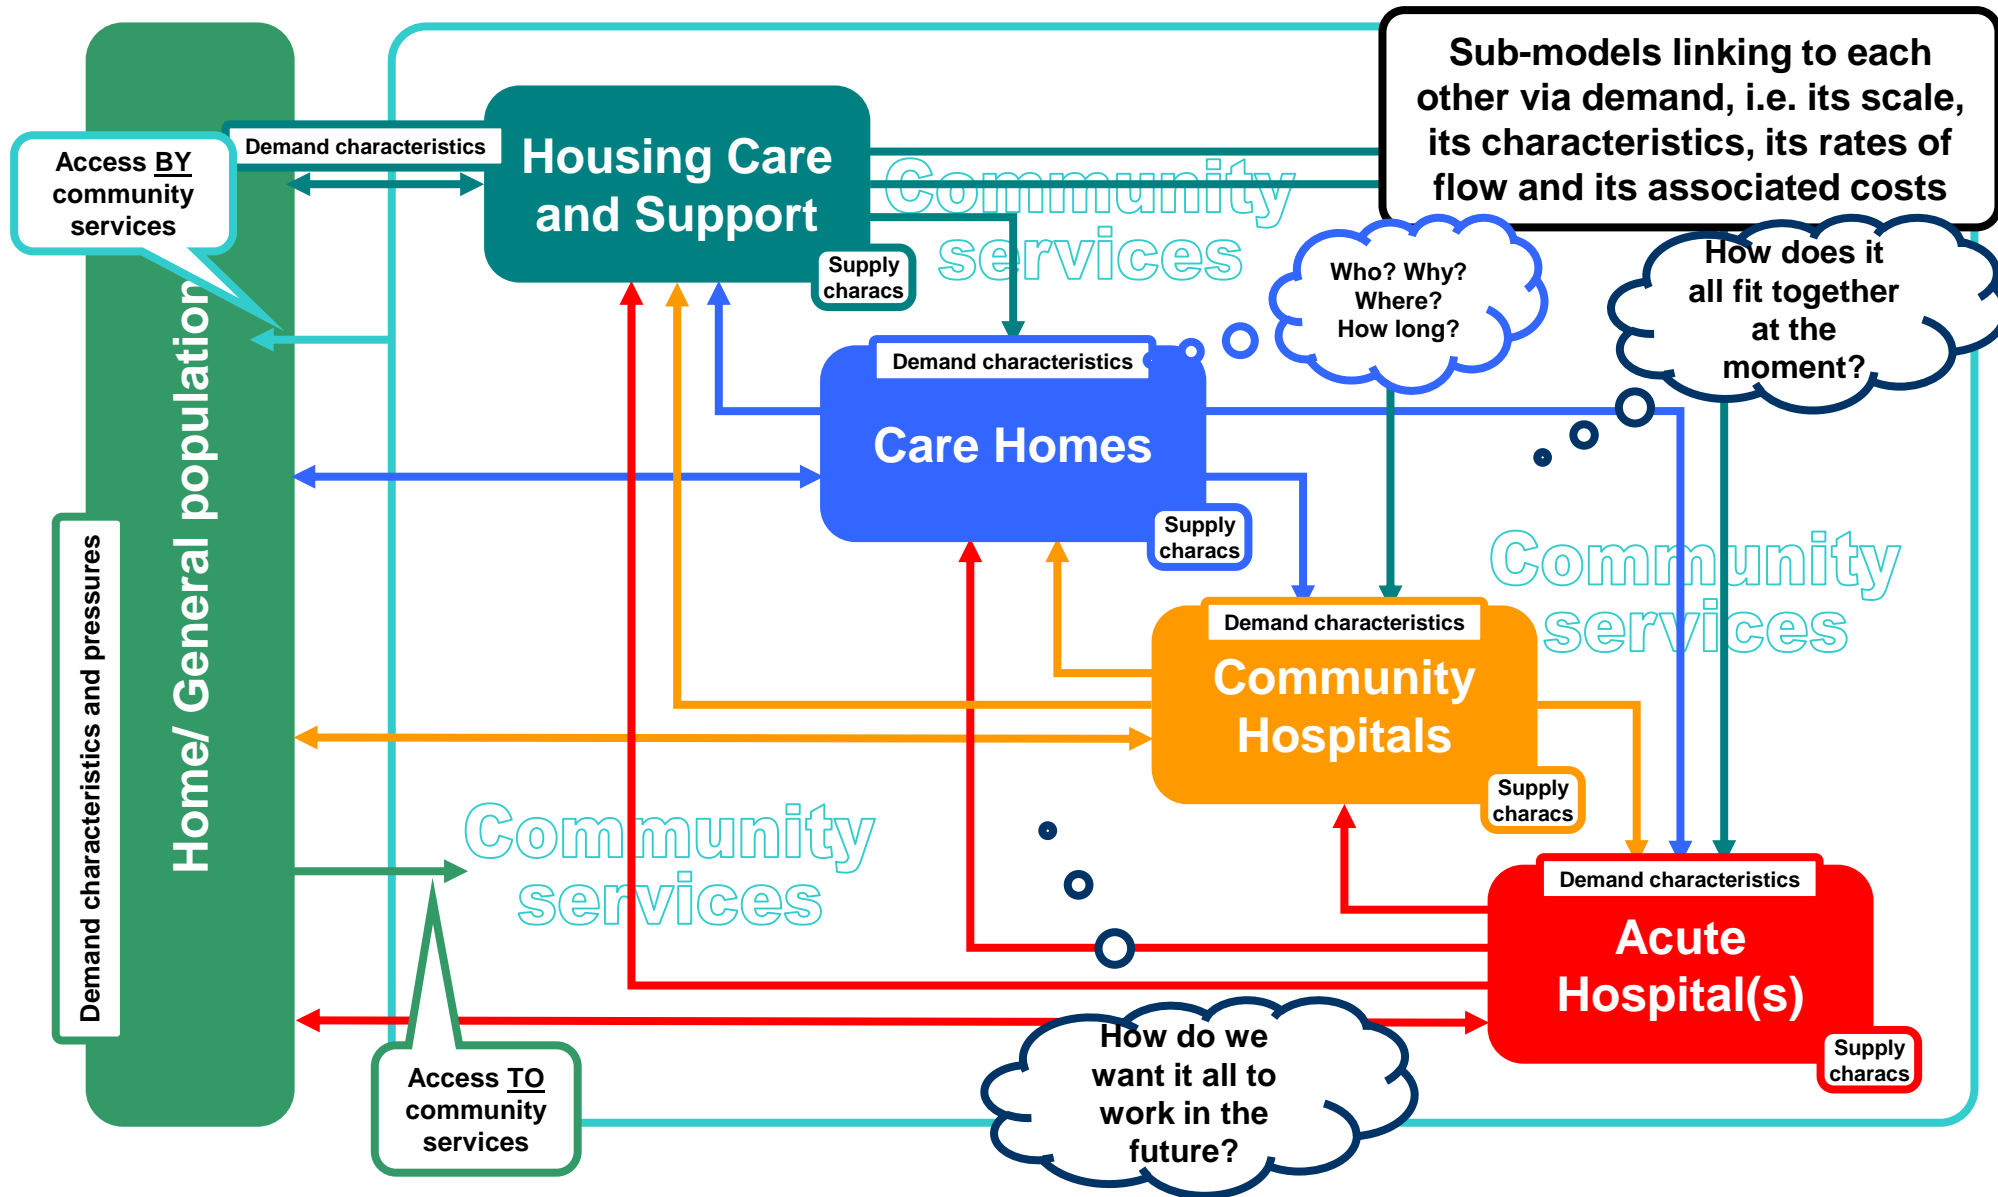 Sub-models linking to each
other via demand, i.e. its scale,
its characteristics, its rates of
flow and its associated costs
Access BY
community
services
Demand characteristics
Housing Care
and Support
Supply
characs
Community
services
Who? Why?
Where?
How long?
How does it
all fit together
at the
moment?
Home/ General population
Demand characteristics and pressures
Demand characteristics
Care Homes
Supply
characs
Community
services
Demand characteristics
Community
Hospitals
Supply
characs
Community
services
Demand characteristics
Acute
Hospital(s)
Supply
characs
Access TO
community
services
How do we
want it all to
work in the
future?